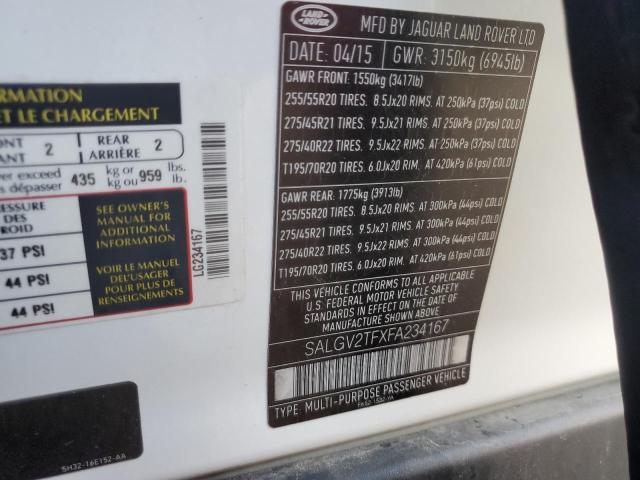 LAND
ROVER
MFD BY JAGUAR LAND ROVER LTD
DATE: 04/15 GWR: 3150kg (6945lb)
GAWR FRONT: 1550kg (3417lb)
255/55R20 TIRES. 8.5Jx20 RIMS. AT 250kPa (37psi) COLD
275/45R21 TIRES. 9.5Jx21 RIMS. AT 250kPa (37psi) COLD
275/40R22 TIRES. 9.5Jx22 RIMS. AT 250kPa (37psi) COLD
T195/70R20 TIRES. 6.0Jx20 RIMS. AT 420kPa (61psi) COLD
GAWR REAR: 1775kg (3913lb)
255/55R20 TIRES. 8.5Jx20 RIMS. AT 300kPa (44psi) COLD
275/45R21 TIRES. 9.5Jx21 RIMS. AT 300kPa (44psi) COLD
275/40R22 TIRES. 9.5Jx22 RIMS. AT 300kPa (44psi) COLD
T195/70R20 TIRES. 6.0Jx20 RIMS. AT 420kPa (61psi) COLD
THIS VEHICLE CONFORMS TO ALL APPLICABLE
U.S. FEDERAL MOTOR VEHICLE SAFETY STANDARDS
IN EFFECT ON THE DATE OF
MANUFACTURE SHOWN ABOVE.
SALGV2TFXFA234167
TYPE: MULTI-PURPOSE PASSENGER VEHICLE
ORMATION
ET LE CHARGEMENT
ONT 2 REAR 2
ANT ARRIÈRE
ver exceed 435 kg or 959 lbs.
s dépasser kg ou lb.
PRESSURE
DES
ROID
37 PSI
44 PSI
44 PSI
SEE OWNER'S
MANUAL FOR
ADDITIONAL
INFORMATION
VOIR LE MANUEL
DE L'USAGER
POUR PLUS DE
RENSEIGNEMENTS
LG234167
5H32-16E152-AA